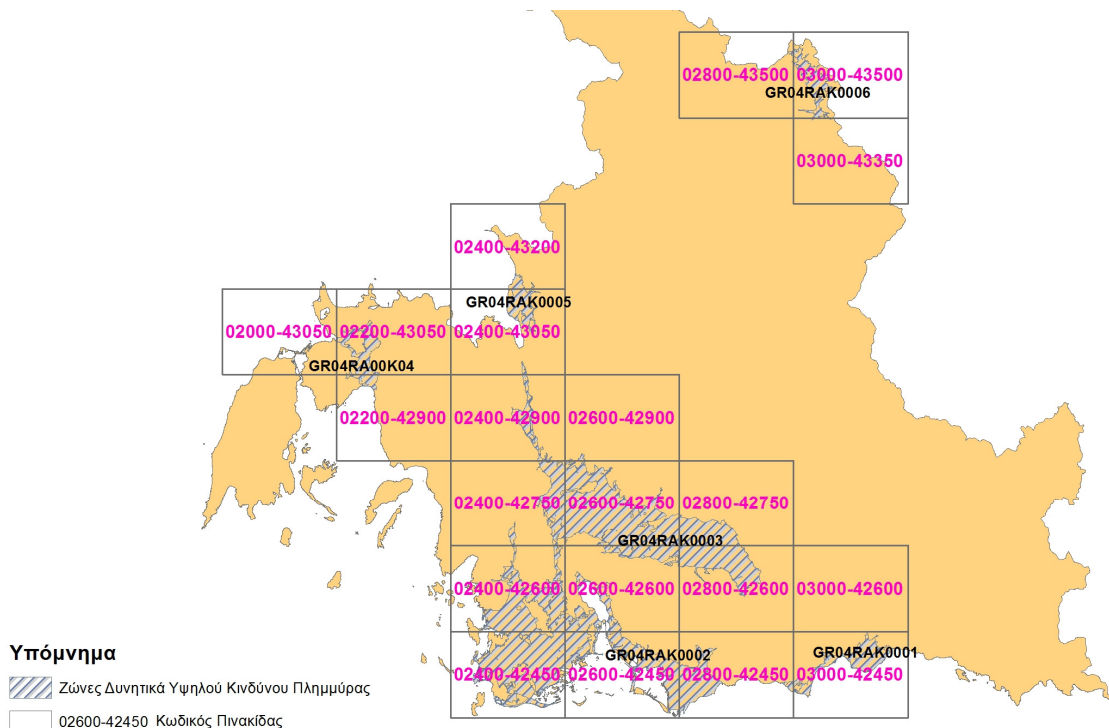 02800-43500 03000-43500
GR04RAK0006
03000-43350
02400-43200
GR04RAK0005
02000-43050 02200-43050 02400-43050
GR04RA00K04
02200-42900 02400-42900 02600-42900
02400-42750 02600-42750 02800-42750
GR04RAK0003
02400-42600 02600-42600 02800-42600 03000-42600
GR04RAK0002 GR04RAK0001
02400-42450 02600-42450 02800-42450 03000-42450
Υπόμνημα
Ζώνες Δυνητικά Υψηλού Κινδύνου Πλημμύρας
02600-42450 Κωδικός Πινακίδας